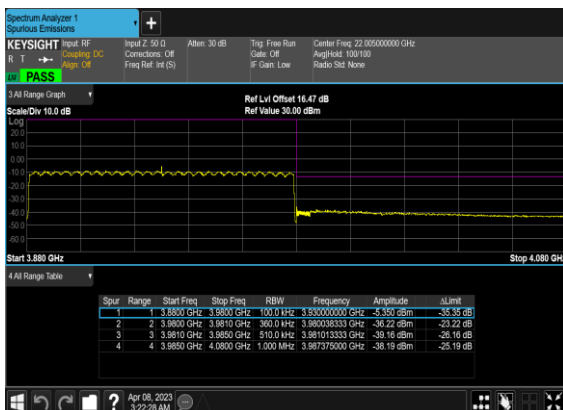 Spectrum Analyzer 1
Spurious Emissions
+
KEYSIGHT Input: RF Input Z: 50 Ω Atten: 30 dB Trig: Free Run Center Freq: 22.005000000 GHz
R T Coupling: DC Corrections: Off Gate: Off Avg|Hold: 100/100
Align: Off Freq Ref: Int (S) IF Gain: Low Radio Std: None
PASS
3 All Range Graph
Ref Lvl Offset 16.47 dB
Scale/Div 10.0 dB Ref Value 30.00 dBm
Log
20.0
10.0
0.00
-10.0
-20.0
-30.0
-40.0
-50.0
-60.0
Start 3.880 GHz Stop 4.080 GHz
4 All Range Table
Spur Range Start Freq Stop Freq RBW Frequency Amplitude ΔLimit
1 1 3.8800 GHz 3.9800 GHz 100.0 kHz 3.930000000 GHz -5.350 dBm -35.35 dB
2 2 3.9800 GHz 3.9810 GHz 360.0 kHz 3.980038333 GHz -36.22 dBm -23.22 dB
3 3 3.9810 GHz 3.9850 GHz 510.0 kHz 3.981013333 GHz -39.16 dBm -26.16 dB
4 4 3.9850 GHz 4.0800 GHz 1.000 MHz 3.987375000 GHz -38.19 dBm -25.19 dB
? Apr 08, 2023
3:22:28 AM